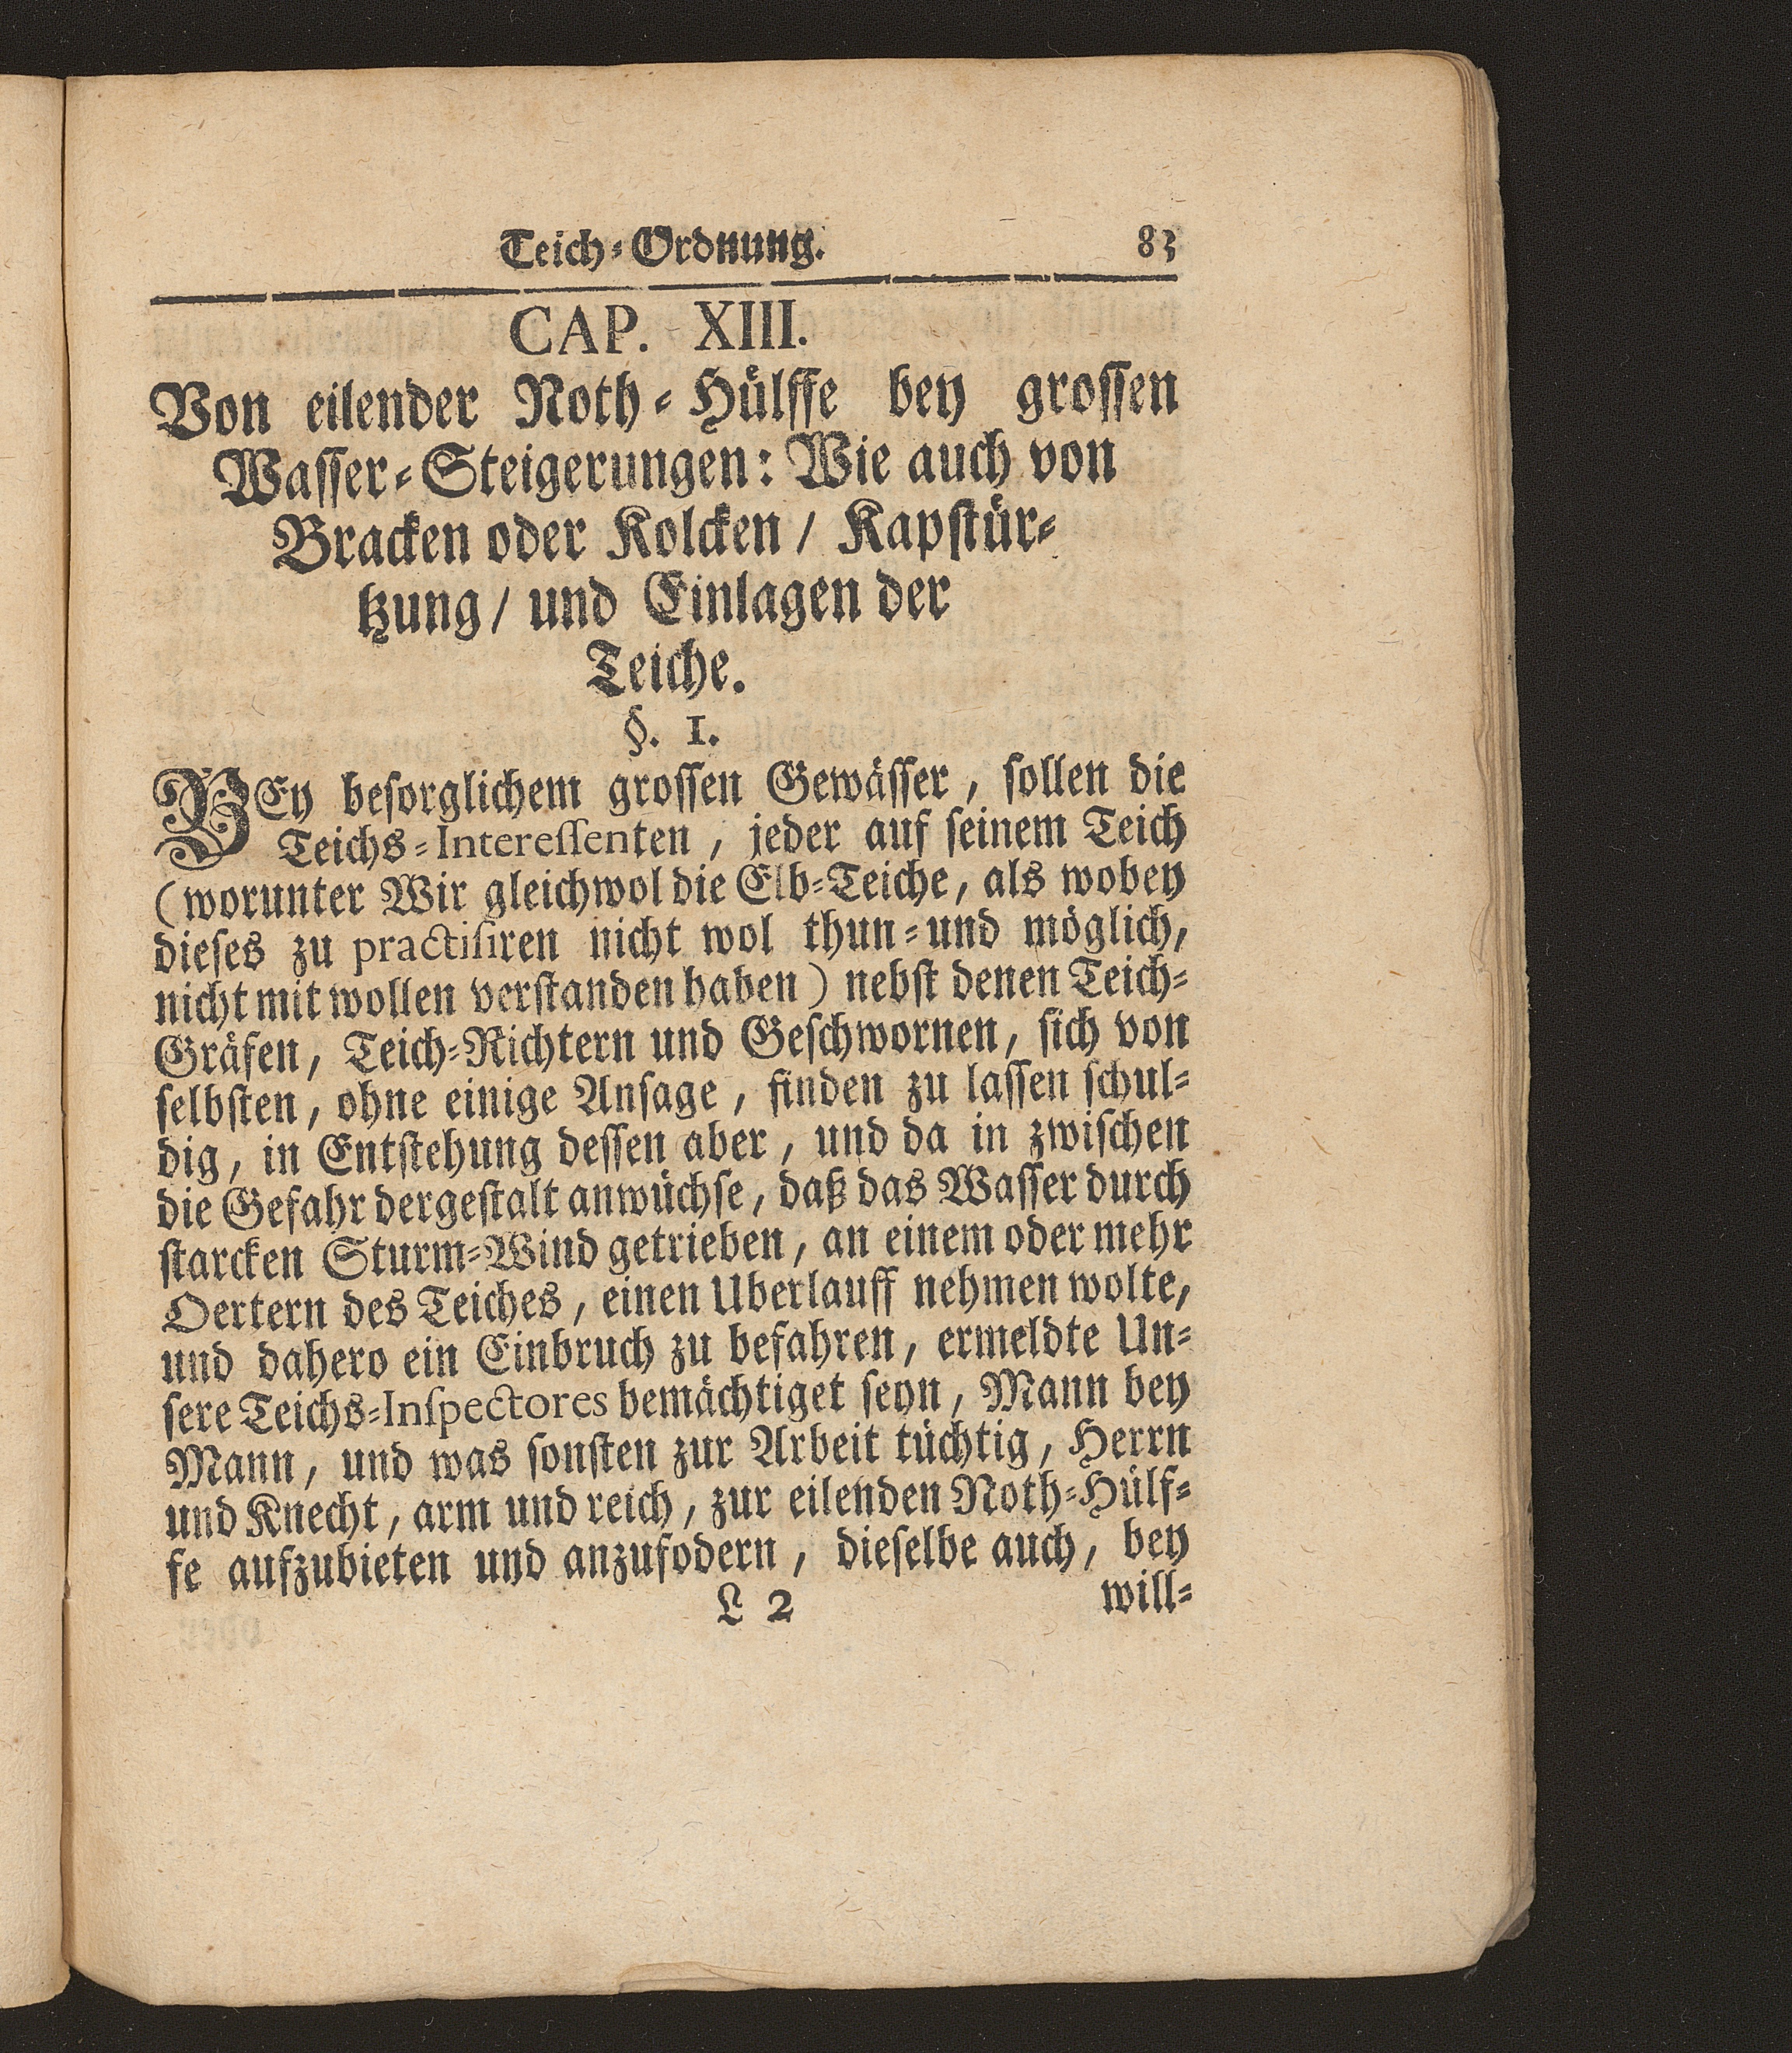 Teich-Ordnung. 83
CAP. XIII.
Von eilender Noth-Hülffe bey grossen
Wasser-Steigerungen: Wie auch von
Bracken oder Kolcken / Kapstür-
tzung / und Einlagen der
Teiche.
§. 1.
BEy besorglichem grossen Gewässer, sollen die
Teichs-Interessenten, jeder auf seinem Teich
(worunter Wir gleichwol die Elb-Teiche, als wobey
dieses zu practisiren nicht wol thun-und möglich,
nicht mit wollen verstanden haben) nebst denen Teich-
Gräfen, Teich-Richtern und Geschwornen, sich von
selbsten, ohne einige Ansage, finden zu lassen schul-
dig, in Entstehung dessen aber, und da in zwischen
die Gefahr dergestalt anwüchse, daß das Wasser durch
starcken Sturm-Wind getrieben, an einem oder mehr
Oertern des Teiches, einen Uberlauff nehmen wolte,
und dahero ein Einbruch zu befahren, ermeldte Un-
sere Teichs-Inspectores bemächtiget seyn, Mann bey
Mann, und was sonsten zur Arbeit tüchtig, Herrn
und Knecht, arm und reich, zur eilenden Noth-Hülf-
fe aufzubieten und anzufodern, dieselbe auch, bey
L 2 will-